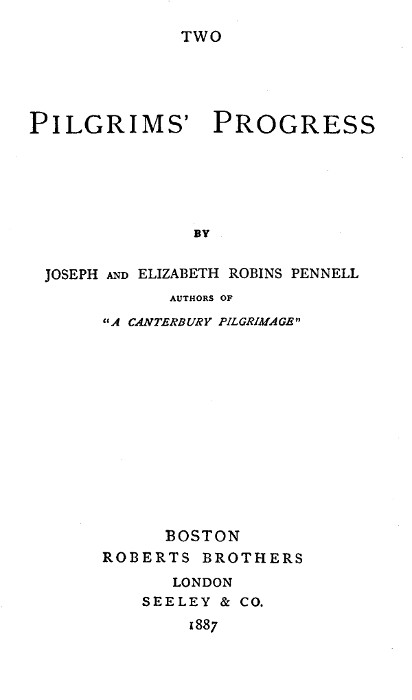 TWO
PILGRIMS' PROGRESS
BY
JOSEPH AND ELIZABETH ROBINS PENNELL
AUTHORS OF
"A CANTERBURY PILGRIMAGE"
BOSTON
ROBERTS BROTHERS
LONDON
SEELEY & CO.
1887